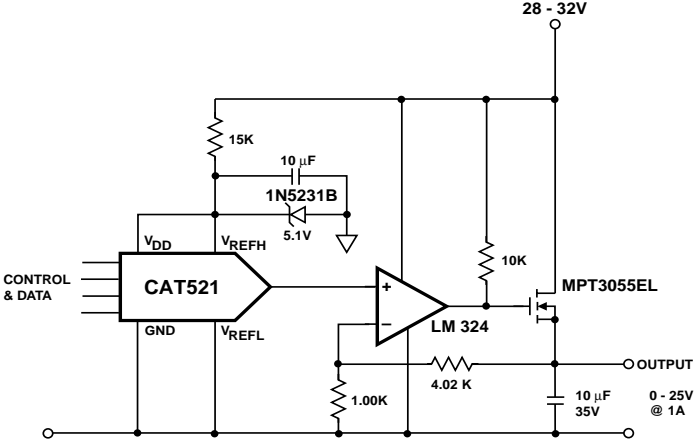 28 - 32V
15K
10 μF
1N5231B
5.1V
VDD
VREFH
CONTROL
& DATA
CAT521
GND
VREFL
+
–
LM 324
10K
MPT3055EL
4.02 K
1.00K
OUTPUT
10 μF
35V
0 - 25V
@ 1A